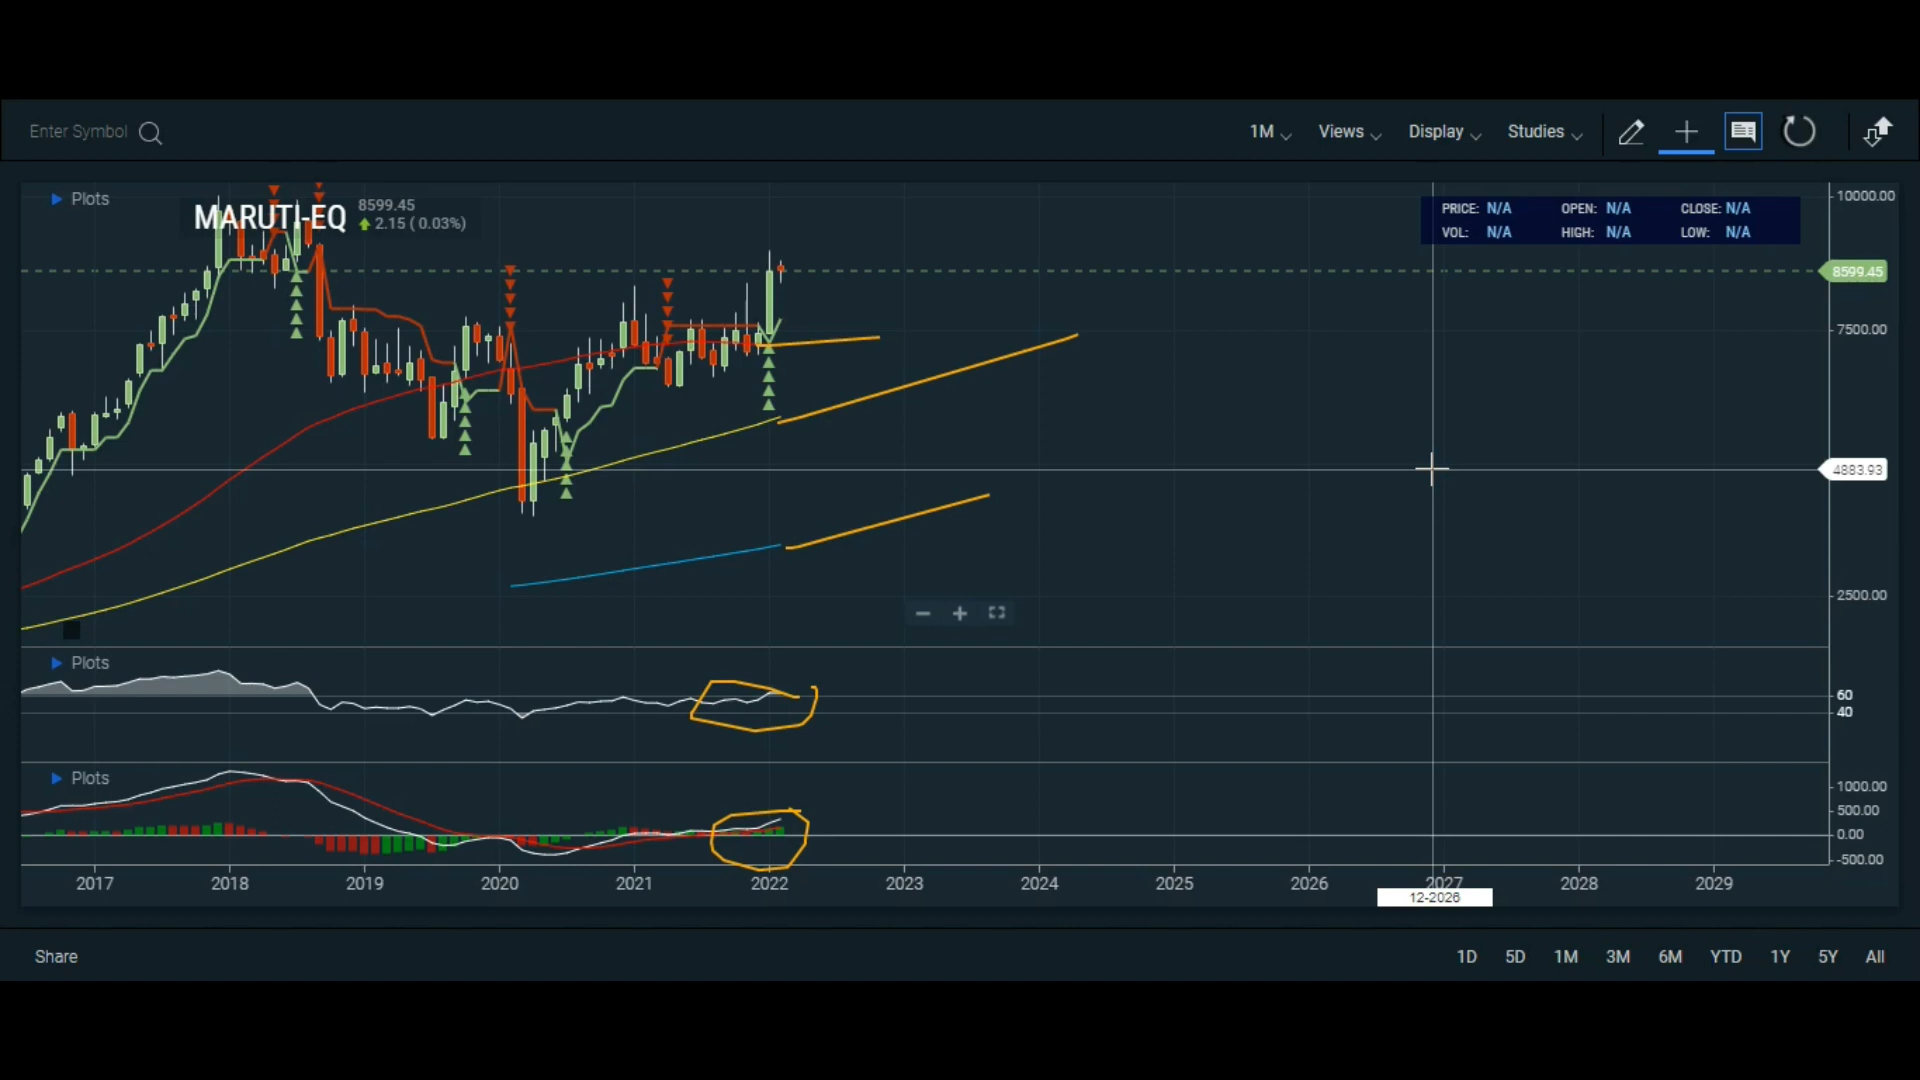 Enter Symbol
1M Views Display Studies
Plots
MARUTI-EQ 8599.45
2.15 ( 0.03%)
PRICE: N/A OPEN: N/A CLOSE: N/A
VOL: N/A HIGH: N/A LOW: N/A
10000.00
8599.45
7500.00
4883.93
2500.00
Plots
60
40
Plots
1000.00
500.00
0.00
-500.00
2017 2018 2019 2020 2021 2022 2023 2024 2025 2026 2027 2028 2029
12-2026
Share 1D 5D 1M 3M 6M YTD 1Y 5Y All